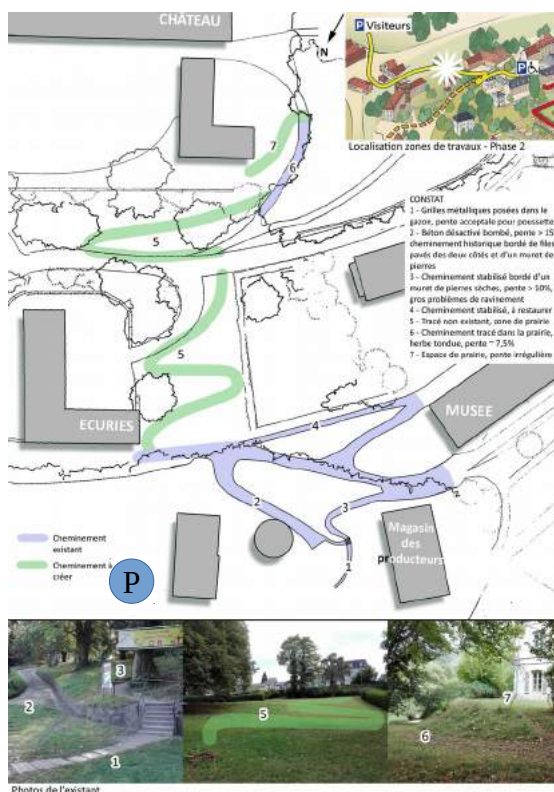 CHÂTEAU
N
P Visiteurs
P
Localisation zones de travaux - Phase 2
7
6
5
CONSTAT
1 - Grilles métalliques posées dans le
gazon, pente acceptable pour poussette
2 - Béton désactivé bombé, pente > 15
cheminement historique bordé de files
pavés des deux côtés et d'un muret de
pierres
3 - Cheminement stabilisé bordé d'un
muret de pierres sèches, pente > 10%,
gros problèmes de ravinement
4 - Cheminement stabilisé, à restaurer
5 - Tracé non existant, zone de prairie
6 - Cheminement tracé dans la prairie,
herbe tondue, pente ~ 7,5%
7 - Espace de prairie, pente irrégulière
5
ECURIES
MUSEE
4
2
3
Magasin
des
producteurs
1
Cheminement
existant
Cheminement à
créer
P
3
2
1
5
7
6
Photos de l'existant